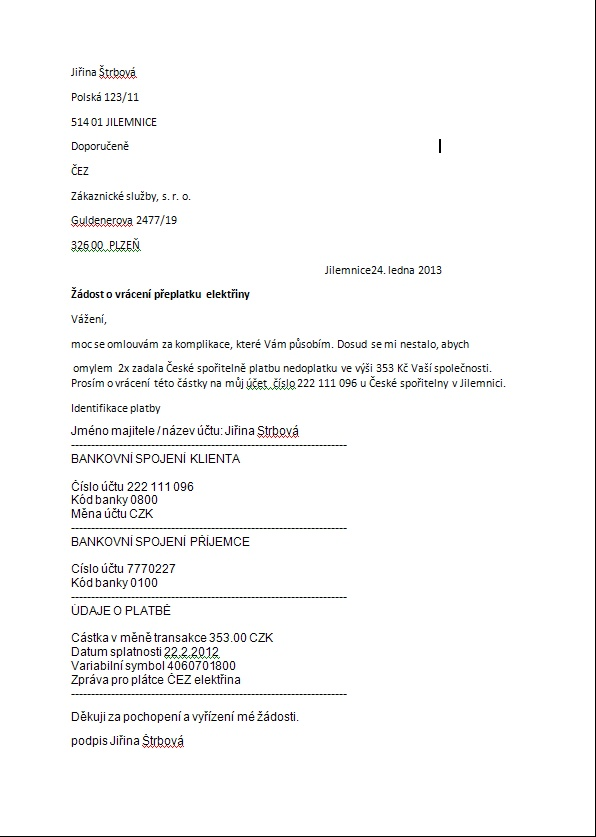 Jiřina Štrbová
Polská 123/11
514 01 JILEMNICE
Doporučeně
ČEZ
Zákaznické služby, s. r. o.
Guldenerova 2477/19
326 00  PLZEŇ
Jilemnice24. ledna 2013
Žádost o vrácení přeplatku  elektřiny
Vážení,
moc se omlouvám za komplikace, které Vám působím. Dosud se mi nestalo, abych
omylem  2x zadala České spořitelně platbu nedoplatku ve výši 353 Kč Vaší společnosti.
Prosím o vrácení této částky na můj účet  číslo 222 111 096 u České spořitelny v Jilemnici.
Identifikace platby
Jméno majitele / název účtu: Jiřina Strbová
--------------------------------------------------------------------
BANKOVNÍ SPOJENÍ KLIENTA
Číslo účtu 222 111 096
Kód banky 0800
Měna účtu CZK
--------------------------------------------------------------------
BANKOVNÍ SPOJENÍ PŘÍJEMCE
Číslo účtu 7770227
Kód banky 0100
--------------------------------------------------------------------
ÚDAJE O PLATBĚ
Částka v měně transakce 353.00 CZK
Datum splatnosti 22.2.2012
Variabilní symbol 4060701800
Zpráva pro plátce ČEZ elektřina
--------------------------------------------------------------------
Děkuji za pochopení a vyřízení mé žádosti.
podpis Jiřina Štrbová